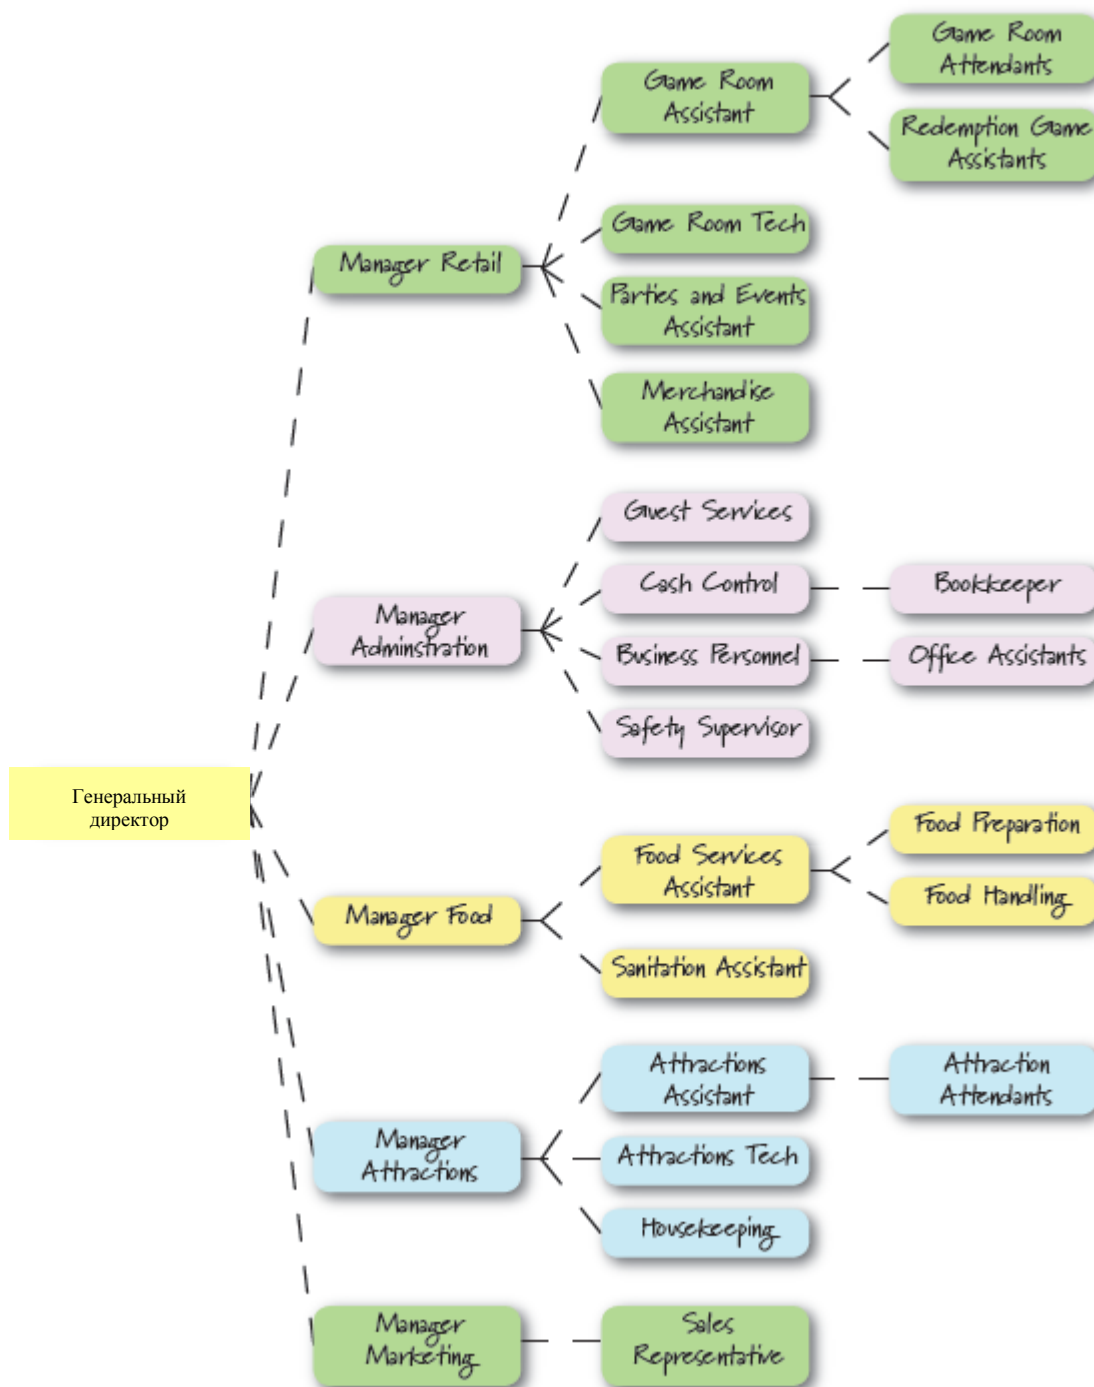 Game Room
Attendants
Game Room
Assistant
Redemption Game
Assistants
Game Room Tech
Manager Retail
Parties and Events
Assistant
Merchandise
Assistant
Guest Services
Cash Control
Bookkeeper
Manager
Adminstration
Business Personnel
Office Assistants
Safety Supervisor
Генеральный
директор
Food Preparation
Food Services
Assistant
Food Handling
Manager Food
Sanitation Assistant
Attractions
Assistant
Attraction
Attendants
Manager
Attractions
Attractions Tech
Housekeeping
Manager
Marketing
Sales
Representative